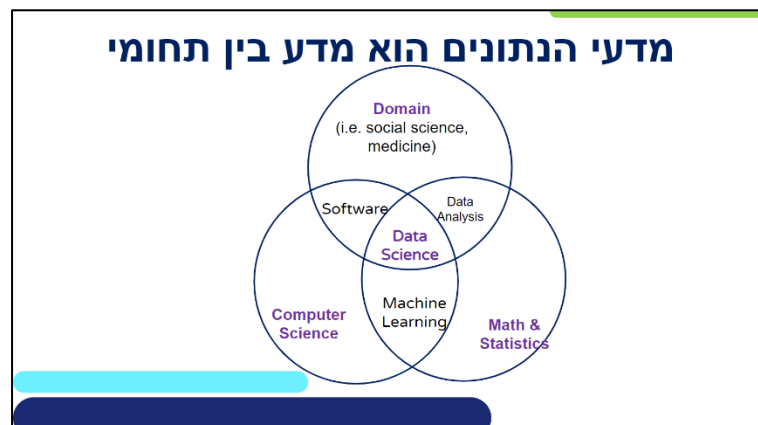 מדעי הנתונים הוא מדע בין תחומי
Domain
(i.e. social science,
medicine)
Software
Data
Analysis
Data
Science
Machine
Learning
Computer
Science
Math &
Statistics